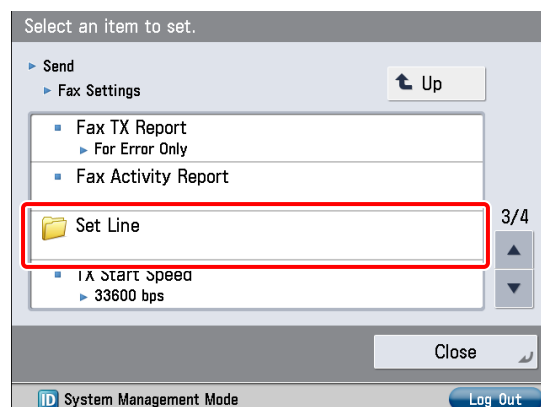 Select an item to set.
Send
Fax Settings
Up
Fax TX Report
For Error Only
Fax Activity Report
Set Line
3/4
TX Start Speed
33600 bps
Close
ID System Management Mode
Log Out